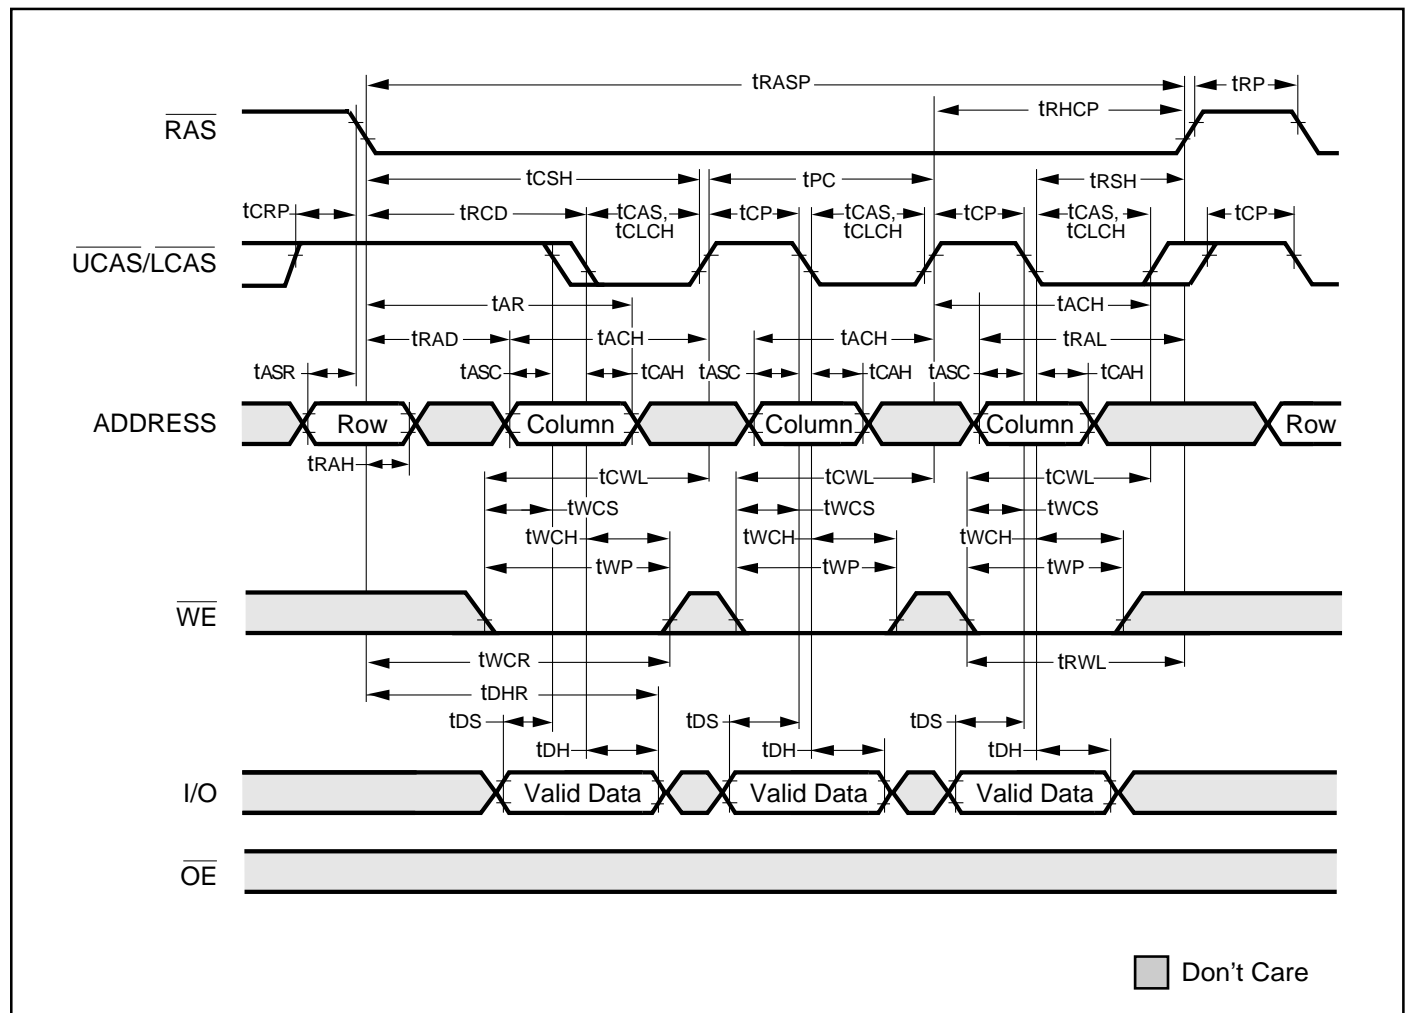 tRASP tRP
tRHCP
RAS
tCSH tPC tRSH
tCRP tRCD tCAS, tCLCH tCP tCAS, tCLCH tCP tCAS, tCLCH tCP
UCAS/LCAS
tAR tACH
tRAD tACH tACH tRAL
tASR tASC tCAH tASC tCAH tASC tCAH
ADDRESS Row Column Column Column Row
tRAH
tCWL tCWL tCWL
tWCS tWCS tWCS
tWCH tWCH tWCH
tWP tWP tWP
WE
tWCR tRWL
tDHR
tDS tDS tDS
tDH tDH tDH
I/O Valid Data Valid Data Valid Data
OE
Don't Care